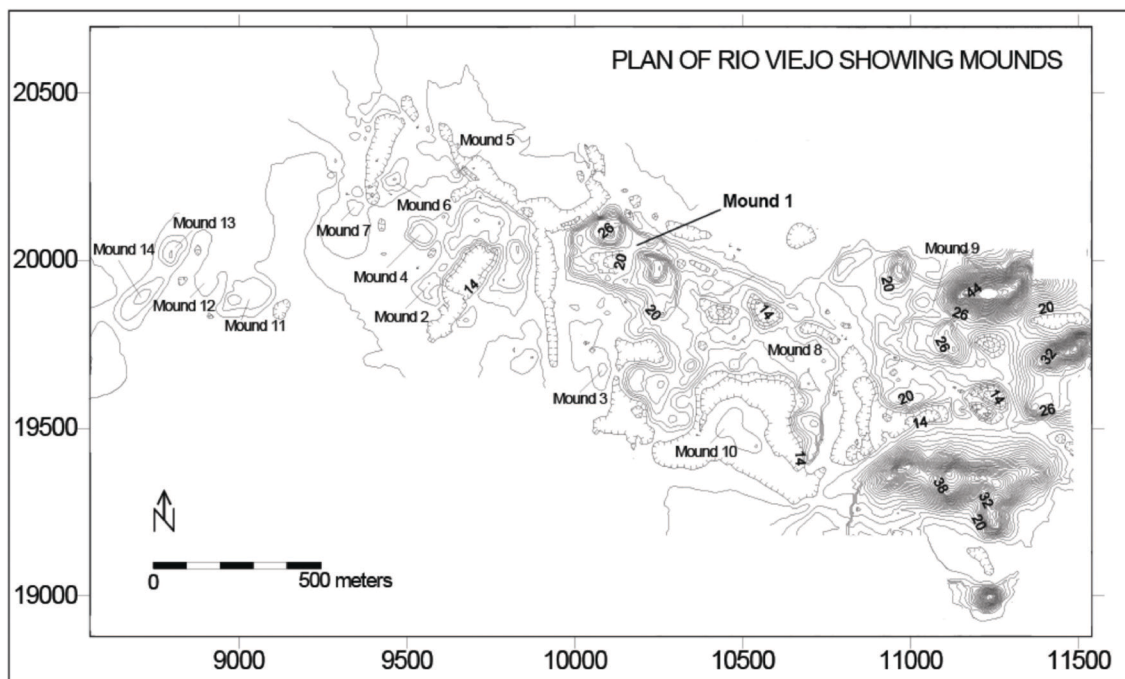 PLAN OF RIO VIEJO SHOWING MOUNDS
20500
Mound 5
Mound 1
Mound 6
Mound 13
Mound 7
Mound 14
26
Mound 9
20000
20
20
Mound 4
44
Mound 12
14
26
20
Mound 11
Mound 2
20
14
26
32
Mound 8
Mound 3
20
14
26
19500
14
Mound 10
14
38
32
20
N
0
500 meters
19000
9000
9500
10000
10500
11000
11500